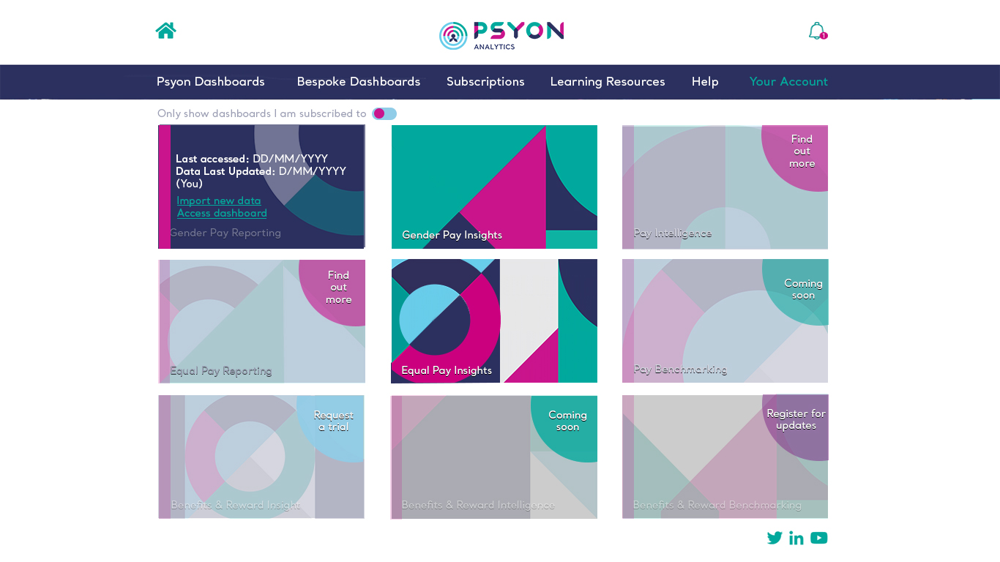 PSYON
ANALYTICS
1
Psyon Dashboards
Bespoke Dashboards
Subscriptions
Learning Resources
Help
Your Account
Only show dashboards I am subscribed to
Last accessed: DD/MM/YYYY
Data Last Updated: D/MM/YYYY
(You)
Import new data
Access dashboard
Gender Pay Reporting
Gender Pay Insights
Find
out
more
Pay Intelligence
Find
out
more
Equal Pay Reporting
Equal Pay Insights
Coming
soon
Pay Benchmarking
Request
a trial
Benefits & Reward Insight
Coming
soon
Benefits & Reward Intelligence
Register for
updates
Benefits & Reward Benchmarking
in